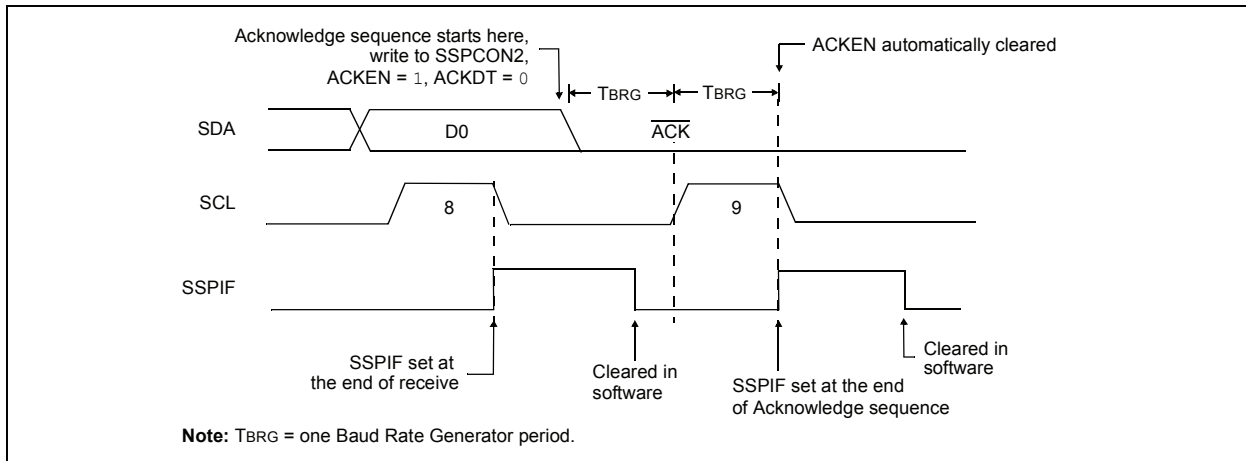 Acknowledge sequence starts here,
write to SSPCON2,
ACKEN = 1, ACKDT = 0
ACKEN automatically cleared
TBRG
TBRG
SDA
D0
ACK
SCL
8
9
SSPIF
SSPIF set at
the end of receive
Cleared in
software
SSPIF set at the end
of Acknowledge sequence
Cleared in
software
Note: TBRG = one Baud Rate Generator period.